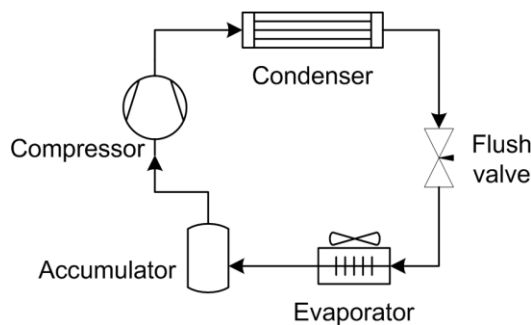 Condenser
Compressor
Flush
valve
Accumulator
Evaporator